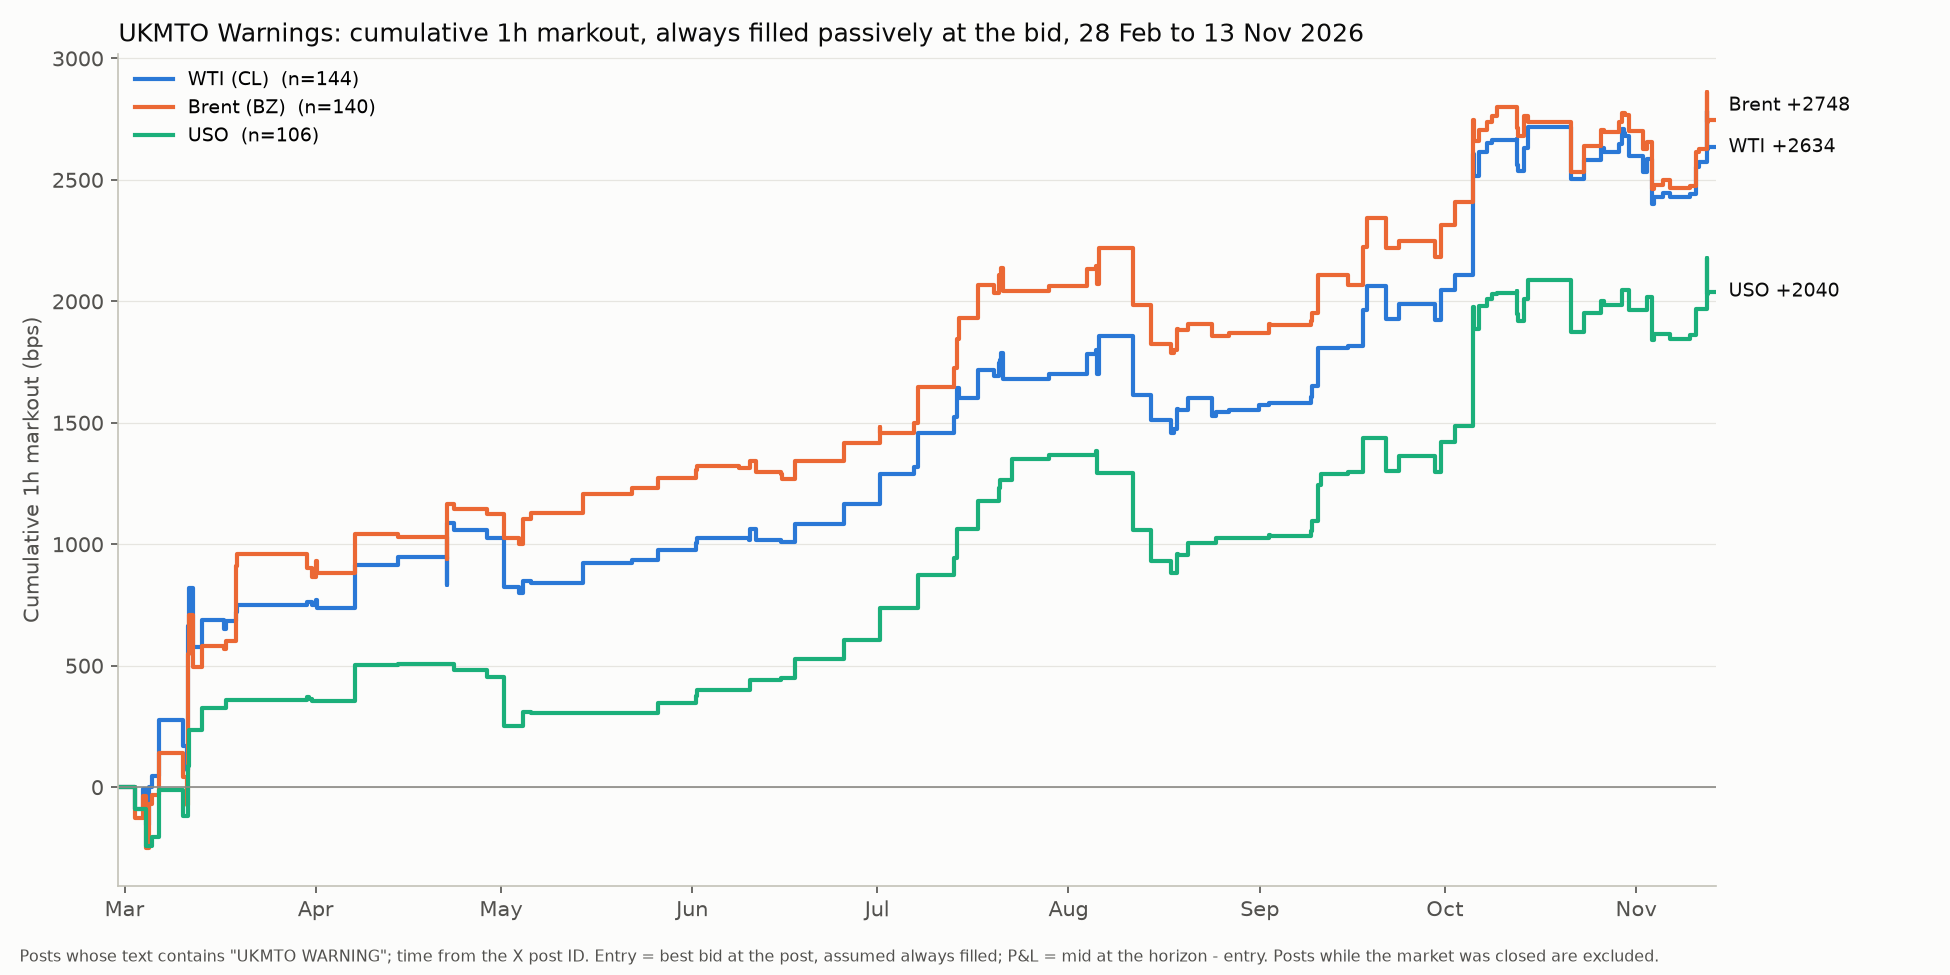 UKMTO Warnings: cumulative 1h markout, always filled passively at the bid, 28 Feb to 13 Nov 2026
WTI (CL)  (n=144)
Brent (BZ)  (n=140)
USO  (n=106)
Cumulative 1h markout (bps)
3000
2500
2000
1500
1000
500
0
Brent +2748
WTI +2634
USO +2040
Mar Apr May Jun Jul Aug Sep Oct Nov
Posts whose text contains "UKMTO WARNING"; time from the X post ID. Entry = best bid at the post, assumed always filled; P&L = mid at the horizon - entry. Posts while the market was closed are excluded.